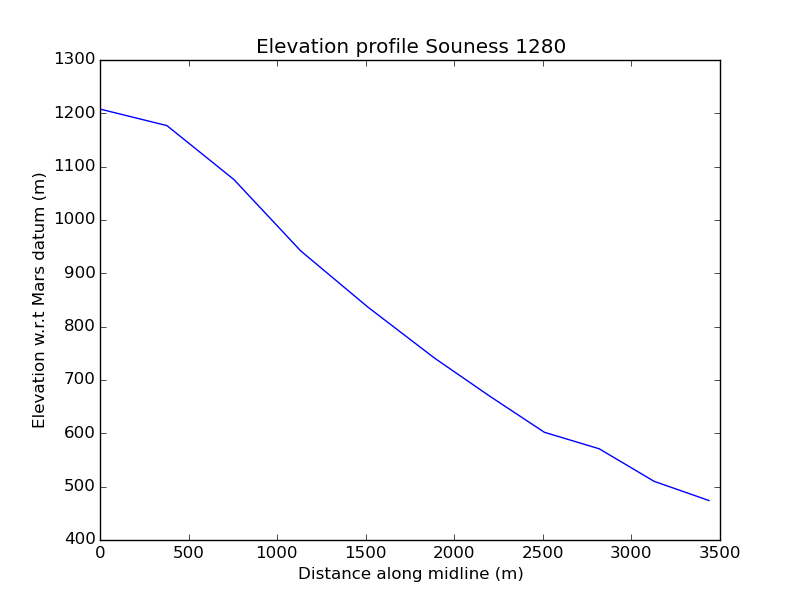 Elevation profile Souness 1280
1300
1200
1100
1000
900
800
700
600
500
400
Elevation w.r.t Mars datum (m)
0 500 1000 1500 2000 2500 3000 3500
Distance along midline (m)